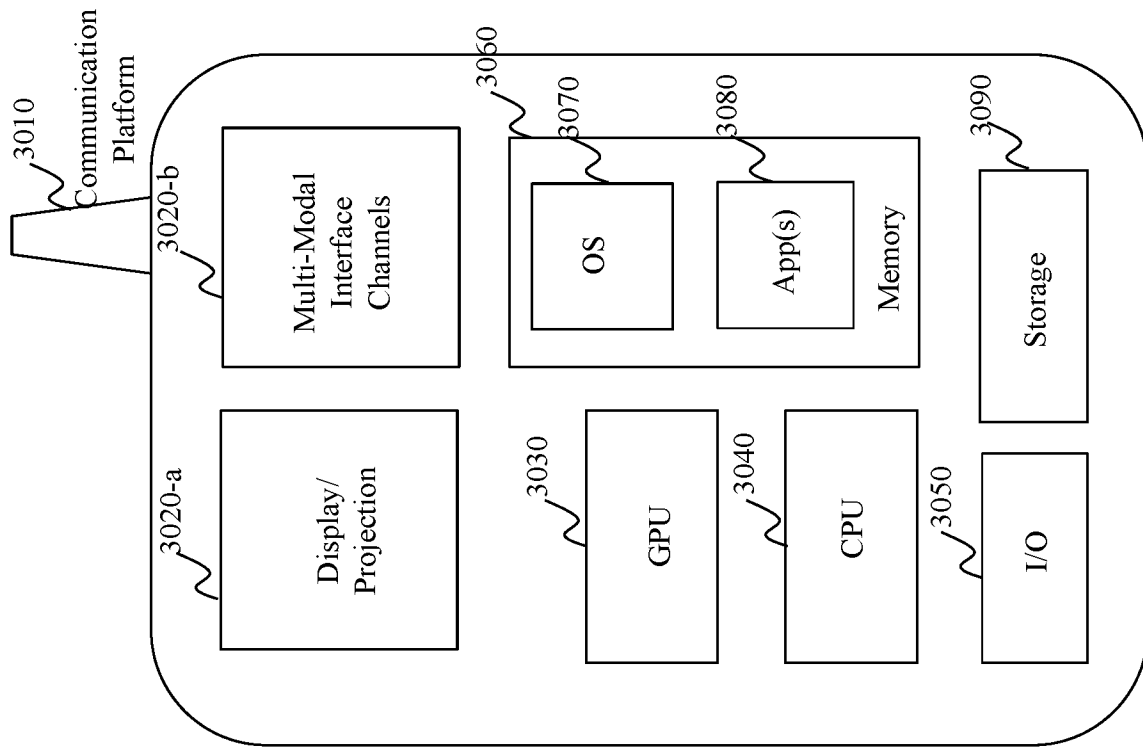 3010
Communication
Platform
3020-a
3020-b
Display/
Projection
Multi-Modal
Interface
Channels
3030
GPU
3040
CPU
3050
I/O
3060
3070
OS
3080
App(s)
Memory
3090
Storage